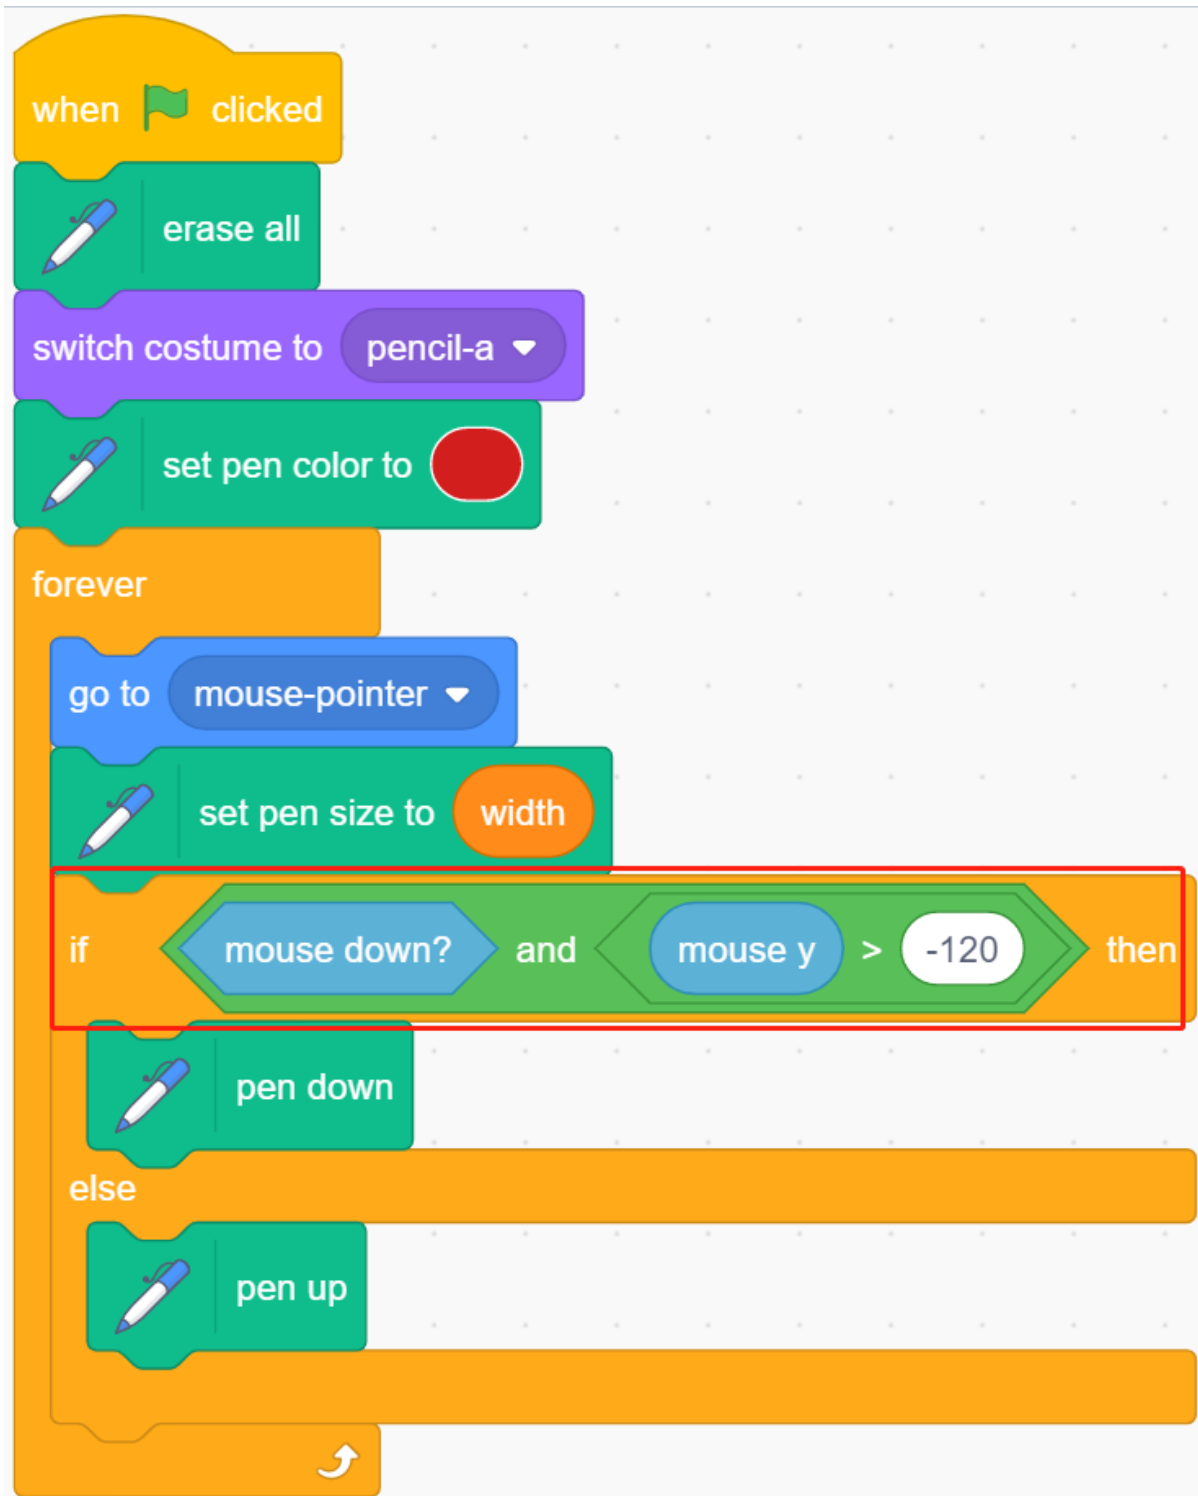 when clicked
erase all
switch costume to pencil-a
set pen color to
forever
go to mouse-pointer
set pen size to width
if mouse down? and mouse y > -120 then
pen down
else
pen up